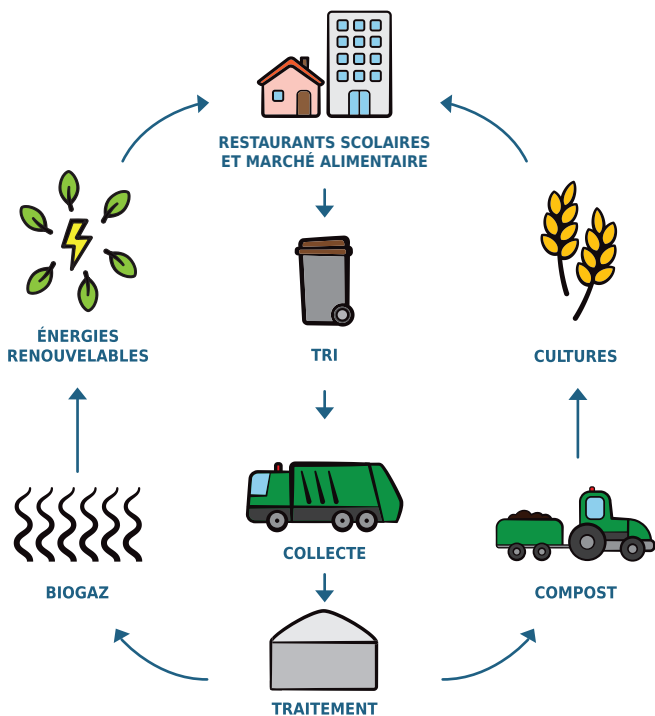 RESTAURANTS SCOLAIRES
ET MARCHÉ ALIMENTAIRE
ÉNERGIES
RENOUVELABLES
TRI
CULTURES
COLLECTE
BIOGAZ
COMPOST
TRAITEMENT